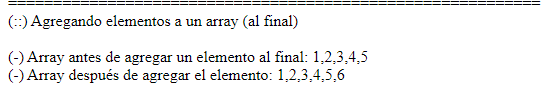 ============================================================
(::) Agregando elementos a un array (al final)
(-) Array antes de agregar un elemento al final: 1,2,3,4,5
(-) Array después de agregar el elemento: 1,2,3,4,5,6